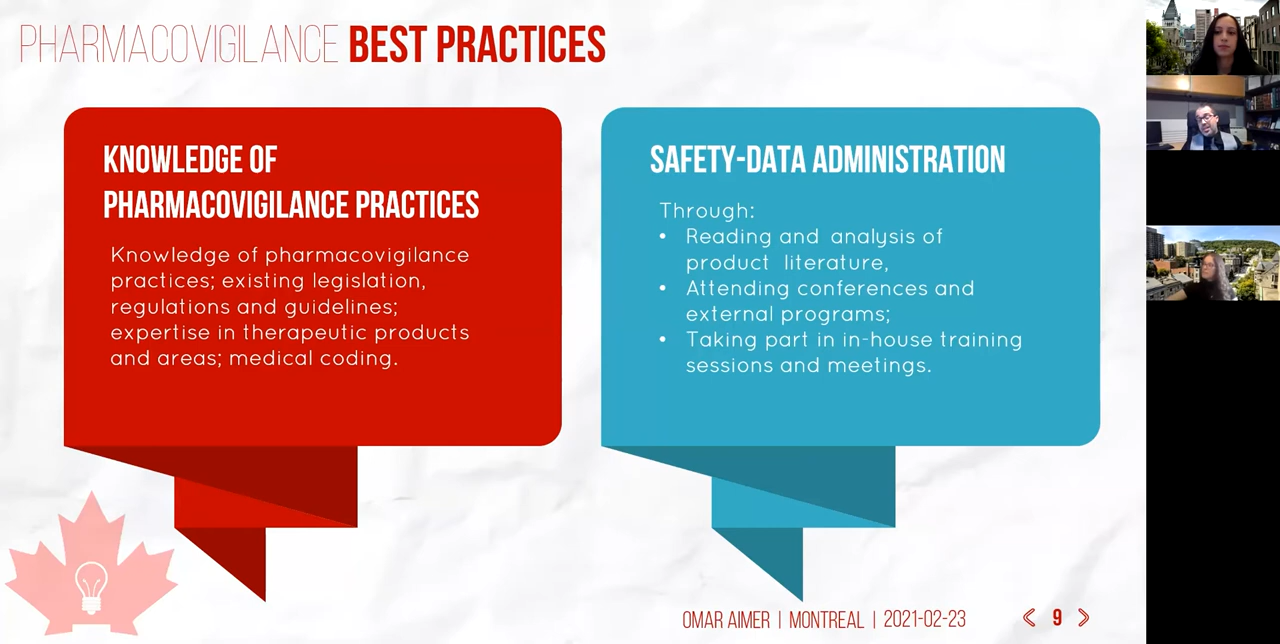 PHARMACOVIGILANCE BEST PRACTICES
KNOWLEDGE OF
PHARMACOVIGILANCE PRACTICES
Knowledge of pharmacovigilance
practices; existing legislation,
regulations and guidelines;
expertise in therapeutic products
and areas; medical coding.
SAFETY-DATA ADMINISTRATION
Through:
• Reading and analysis of
product literature,
• Attending conferences and
external programs;
• Taking part in in-house training
sessions and meetings.
OMAR AIMER | MONTREAL | 2021-02-23
9